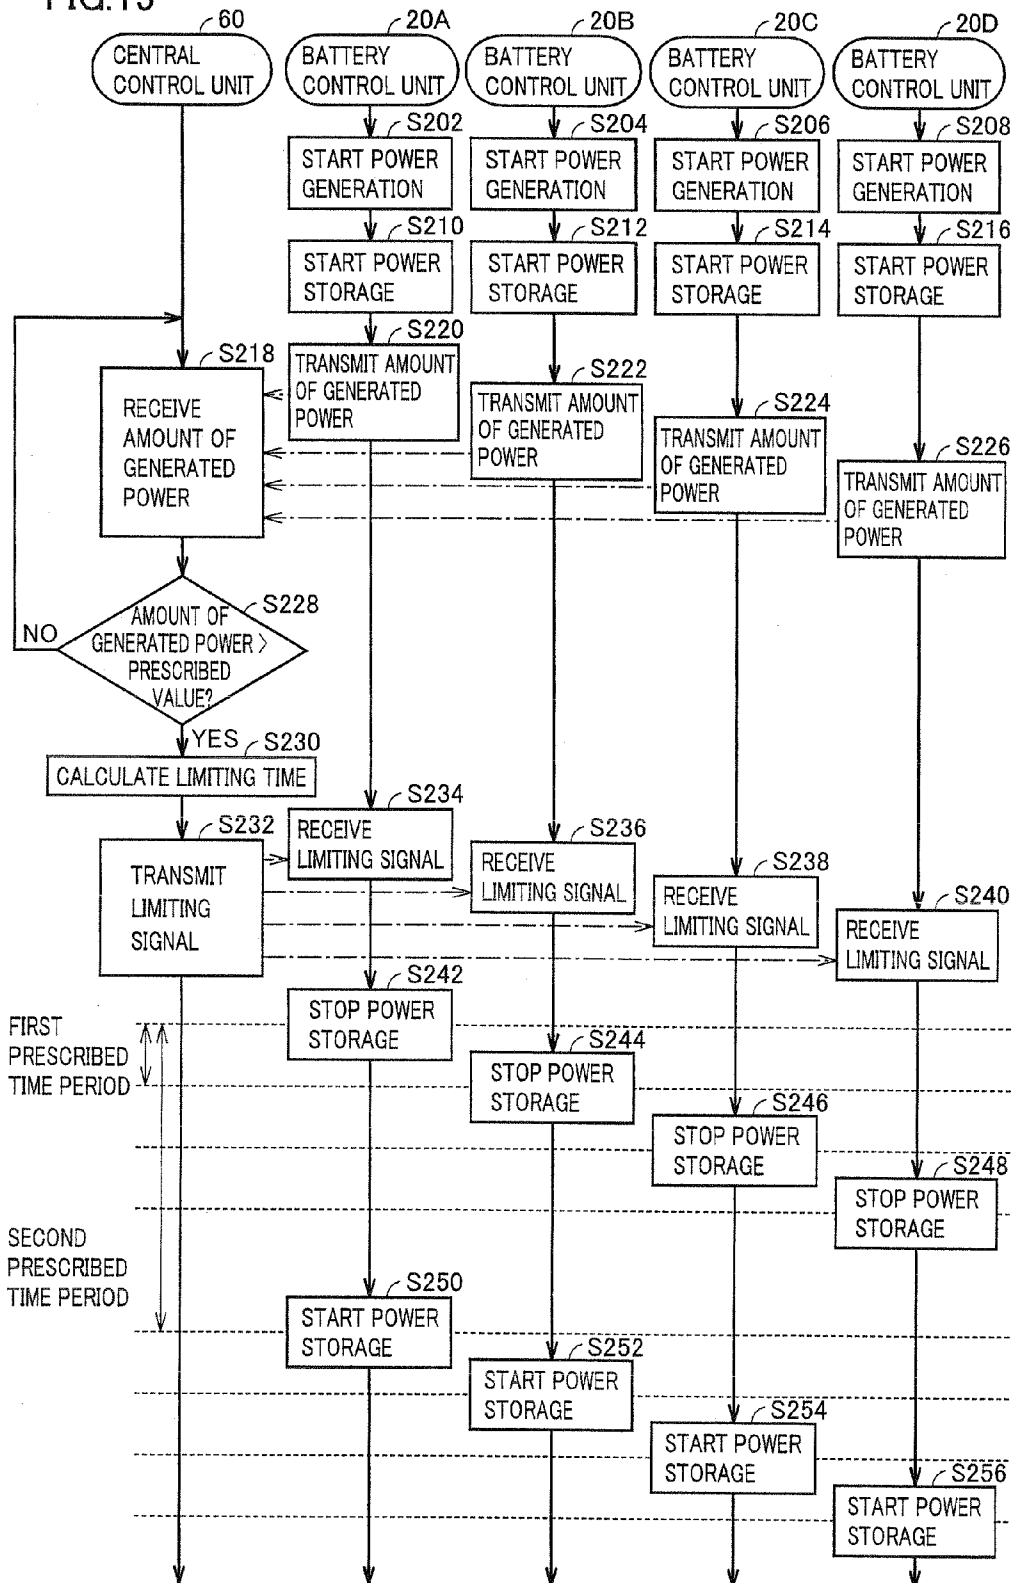 FIG.13
60
20A
20B
20C
20D
CENTRAL
CONTROL UNIT
BATTERY
CONTROL UNIT
BATTERY
CONTROL UNIT
BATTERY
CONTROL UNIT
BATTERY
CONTROL UNIT
S202
S204
S206
S208
START POWER
GENERATION
START POWER
GENERATION
START POWER
GENERATION
START POWER
GENERATION
S210
S212
S214
S216
START POWER
STORAGE
START POWER
STORAGE
START POWER
STORAGE
START POWER
STORAGE
S218
RECEIVE
AMOUNT OF
GENERATED
POWER
S220
TRANSMIT AMOUNT
OF GENERATED
POWER
S222
TRANSMIT AMOUNT
OF GENERATED
POWER
S224
TRANSMIT AMOUNT
OF GENERATED
POWER
S226
TRANSMIT AMOUNT
OF GENERATED
POWER
S228
AMOUNT OF
GENERATED POWER >
PRESCRIBED
VALUE?
NO
YES
S230
CALCULATE LIMITING TIME
S232
TRANSMIT
LIMITING
SIGNAL
S234
RECEIVE
LIMITING SIGNAL
S236
RECEIVE
LIMITING SIGNAL
S238
RECEIVE
LIMITING SIGNAL
S240
RECEIVE
LIMITING SIGNAL
S242
STOP POWER
STORAGE
FIRST
PRESCRIBED
TIME PERIOD
S244
STOP POWER
STORAGE
S246
STOP POWER
STORAGE
S248
STOP POWER
STORAGE
SECOND
PRESCRIBED
TIME PERIOD
S250
START POWER
STORAGE
S252
START POWER
STORAGE
S254
START POWER
STORAGE
S256
START POWER
STORAGE